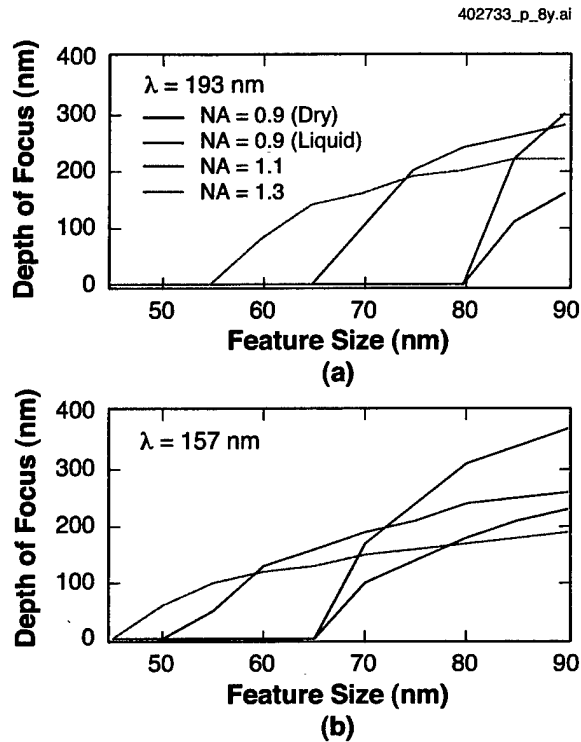 402733_p_8y.ai
400
300
200
100
0
Depth of Focus (nm)
λ = 193 nm
NA = 0.9 (Dry)
NA = 0.9 (Liquid)
NA = 1.1
NA = 1.3
50 60 70 80 90
Feature Size (nm)
(a)
400
300
200
100
0
Depth of Focus (nm)
λ = 157 nm
50 60 70 80 90
Feature Size (nm)
(b)